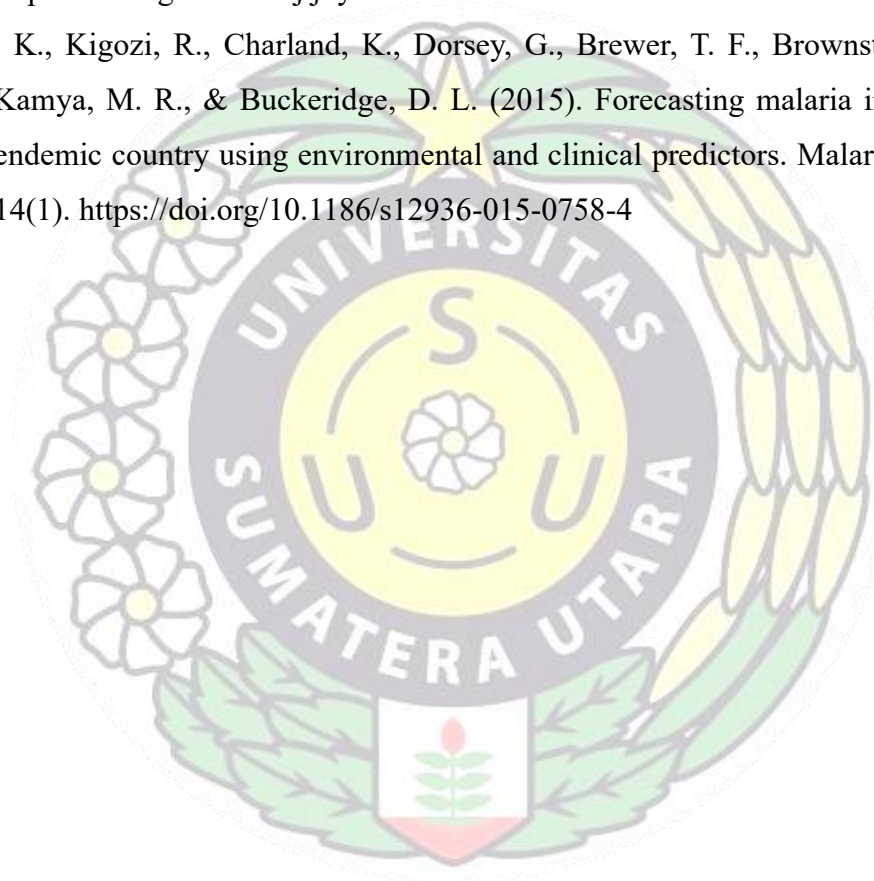 K., Kigozi, R., Charland, K., Dorsey, G., Brewer, T. F., Brownst
Kamya, M. R., & Buckeridge, D. L. (2015). Forecasting malaria i
endemic country using environmental and clinical predictors. Malar
14(1). https://doi.org/10.1186/s12936-015-0758-4
UNIVERSITAS
S
U U
SUMATERA UTARA